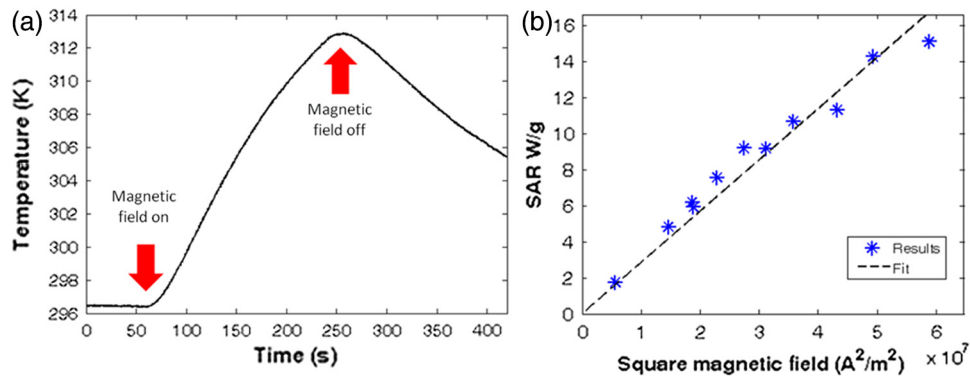 (a)
314
312
310
308
306
304
302
300
298
296
Temperature (K)
Magnetic
field on
Magnetic
field off
0 50 100 150 200 250 300 350 400
Time (s)
(b)
16
14
12
10
8
6
4
2
0
SAR W/g
Results
Fit
0 1 2 3 4 5 6
Square magnetic field (A²/m²)
× 10⁷